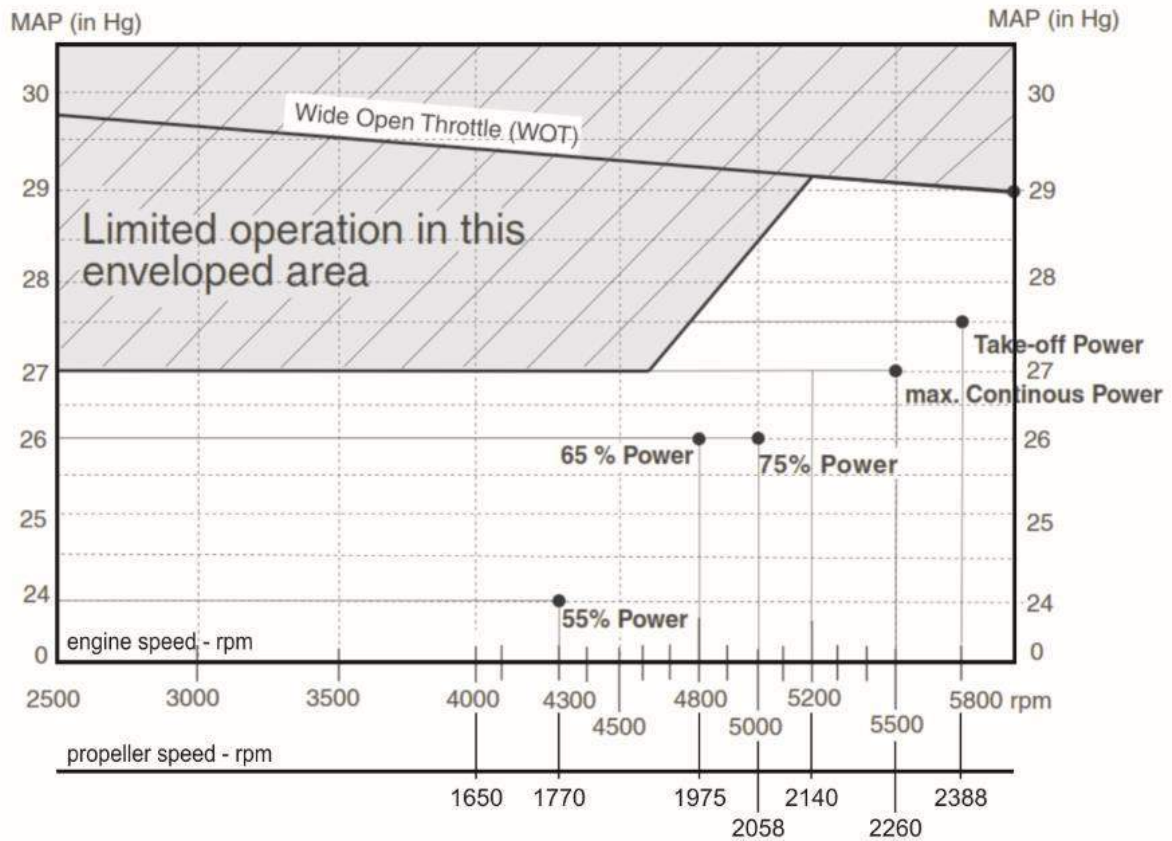 MAP (in Hg)
MAP (in Hg)
30
30
Wide Open Throttle (WOT)
29
29
Limited operation in this
enveloped area
28
28
Take-off Power
27
27
max. Continous Power
26
26
65 % Power
75% Power
25
25
24
24
55% Power
engine speed - rpm
0
0
2500
3000
3500
4000
4300
4500
4800
5000
5200
5500
5800 rpm
propeller speed - rpm
1650
1770
1975
2058
2140
2260
2388